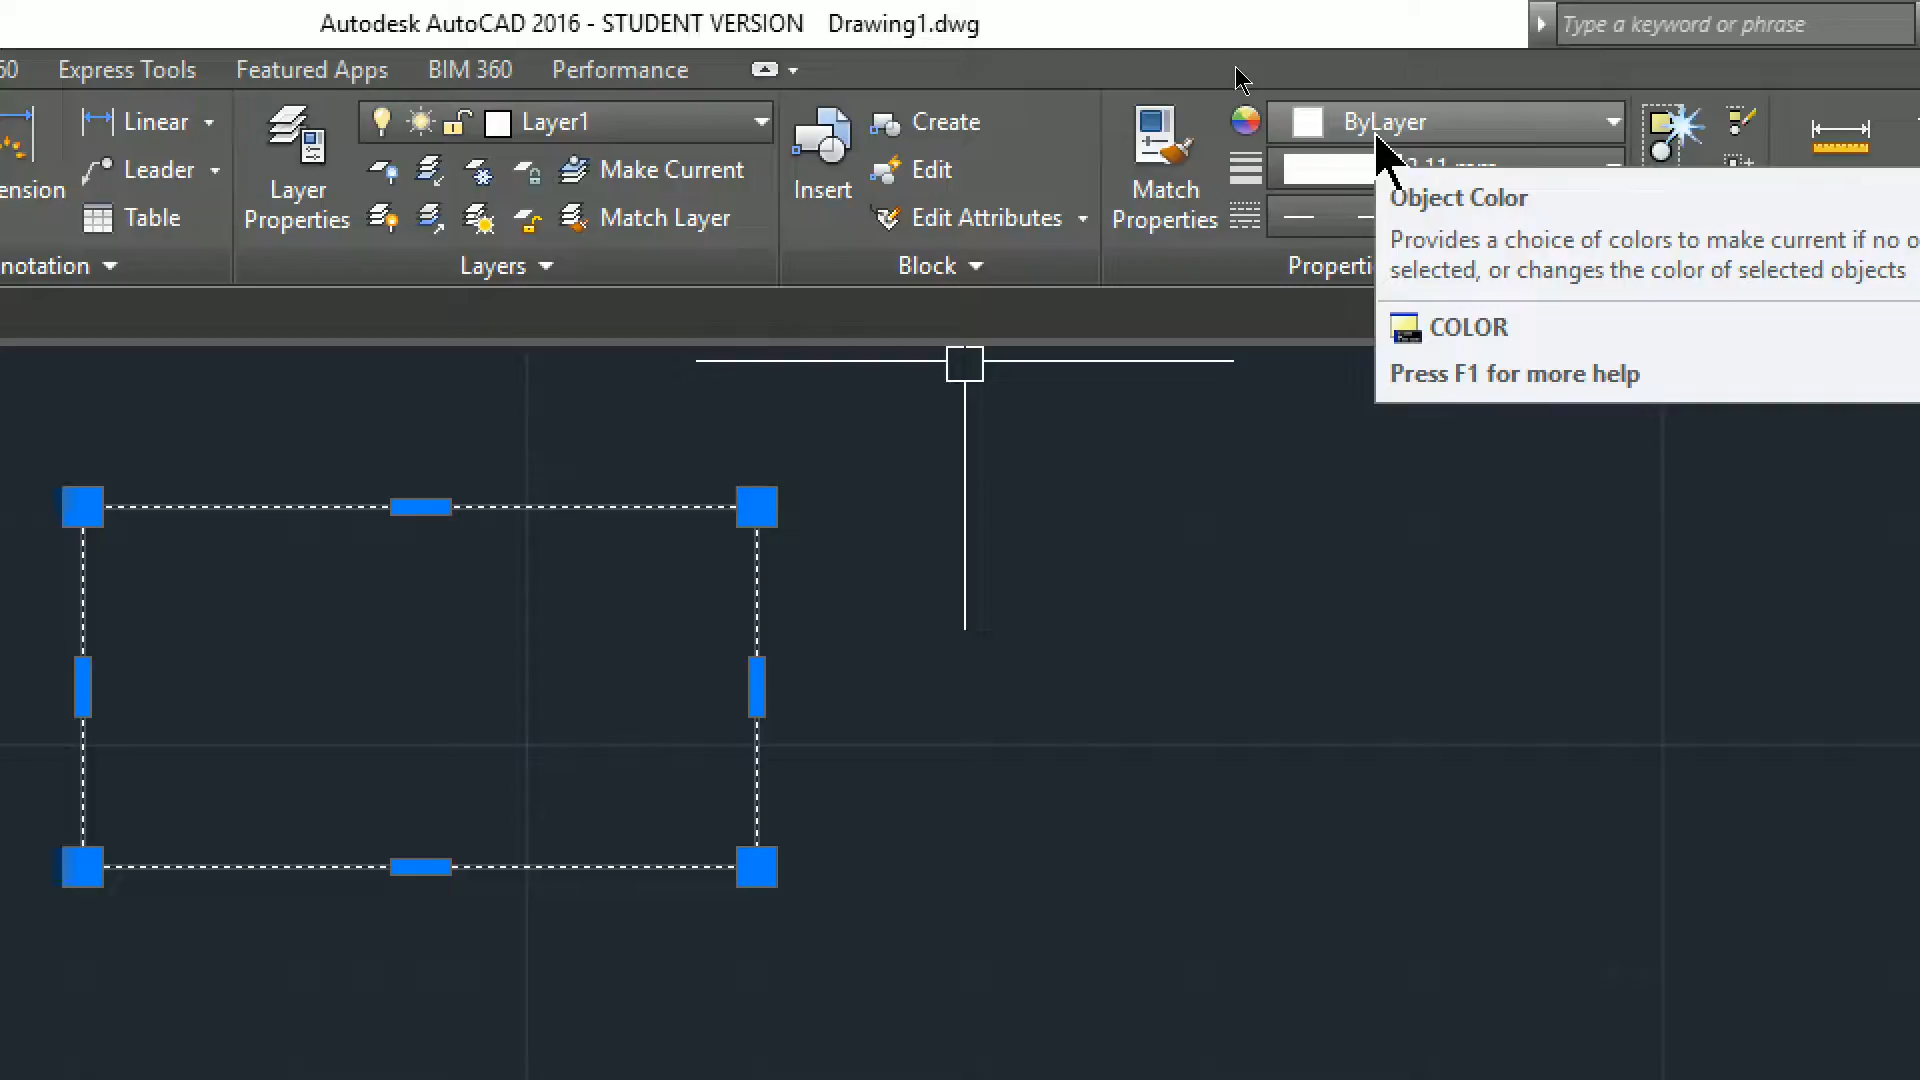 Autodesk AutoCAD 2016 - STUDENT VERSION Drawing1.dwg
Type a keyword or phrase
Express Tools Featured Apps BIM 360 Performance
Linear
Leader
Table
Layer Properties
Layer1
Make Current
Match Layer
Layers
Insert
Create
Edit
Edit Attributes
Block
Match Properties
ByLayer
Object Color
Provides a choice of colors to make current if no
selected, or changes the color of selected objects
COLOR
Press F1 for more help